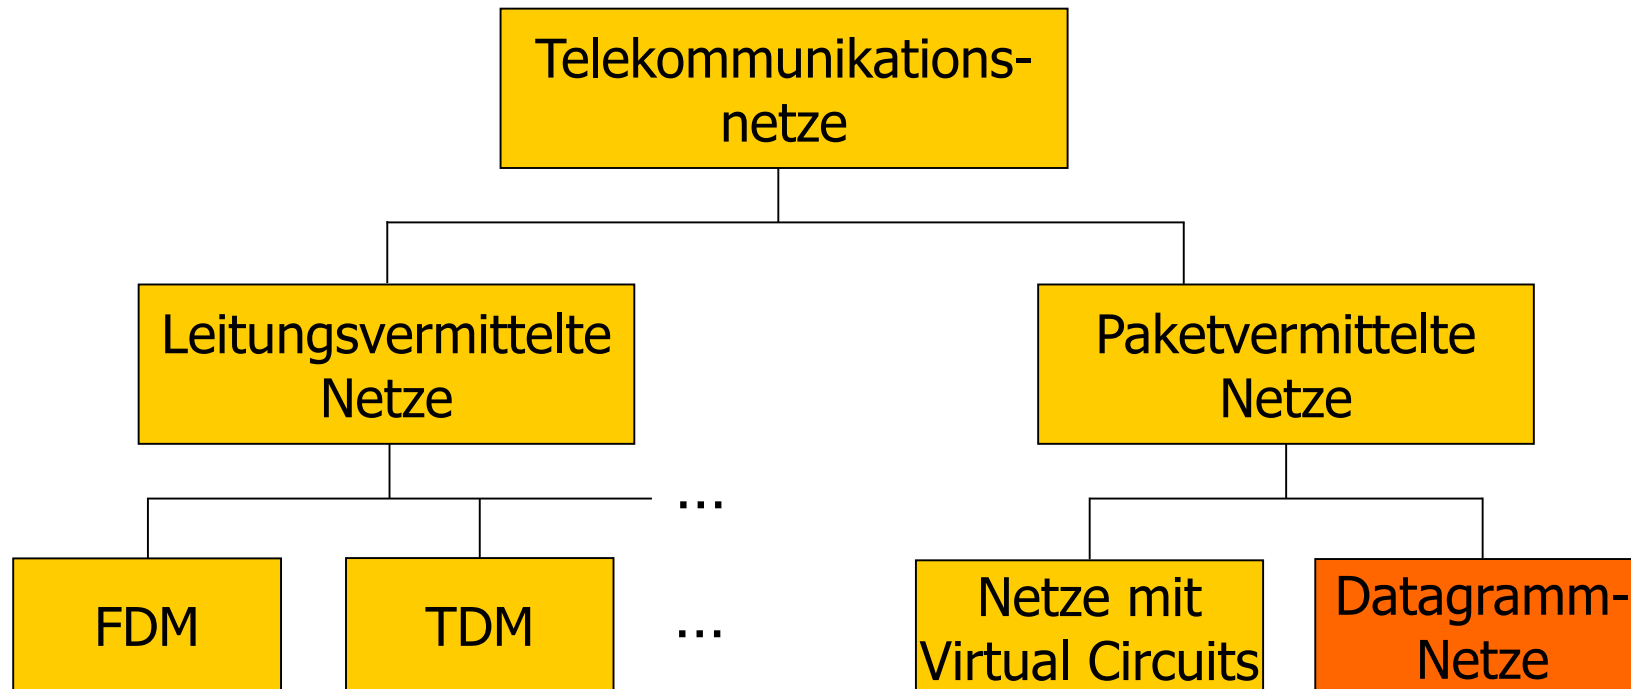 Telekommunikations-
netze
Leitungsvermittelte
Netze
Paketvermittelte
Netze
...
FDM
TDM
...
Netze mit
Virtual Circuits
Datagramm-
Netze